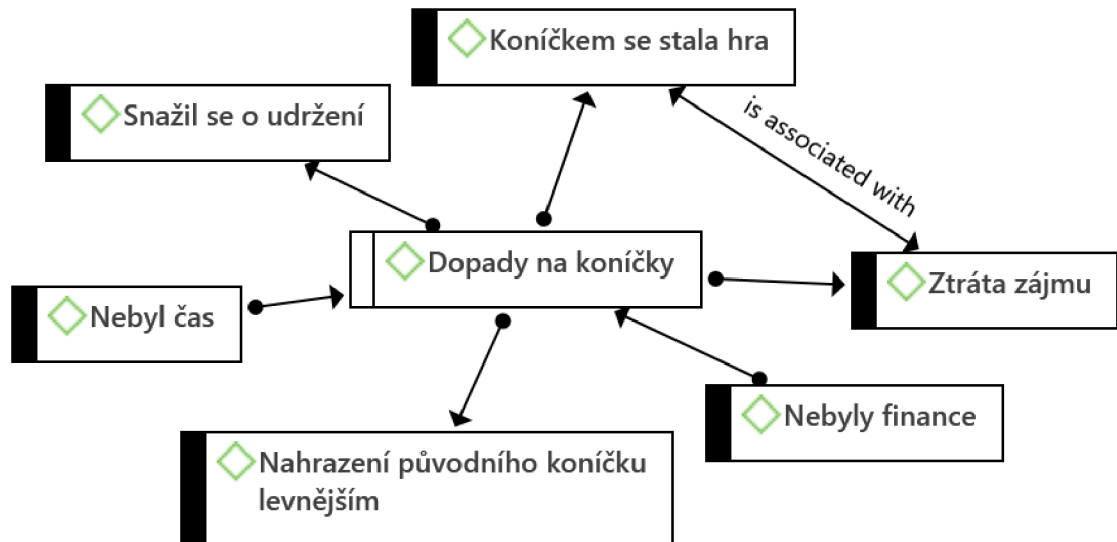 Koníčkem se stala hra
Snažil se o udržení
is associated with
Dopady na koníčky
Ztráta zájmu
Nebyl čas
Nebyly finance
Nahrazení původního koníčku
levnějším